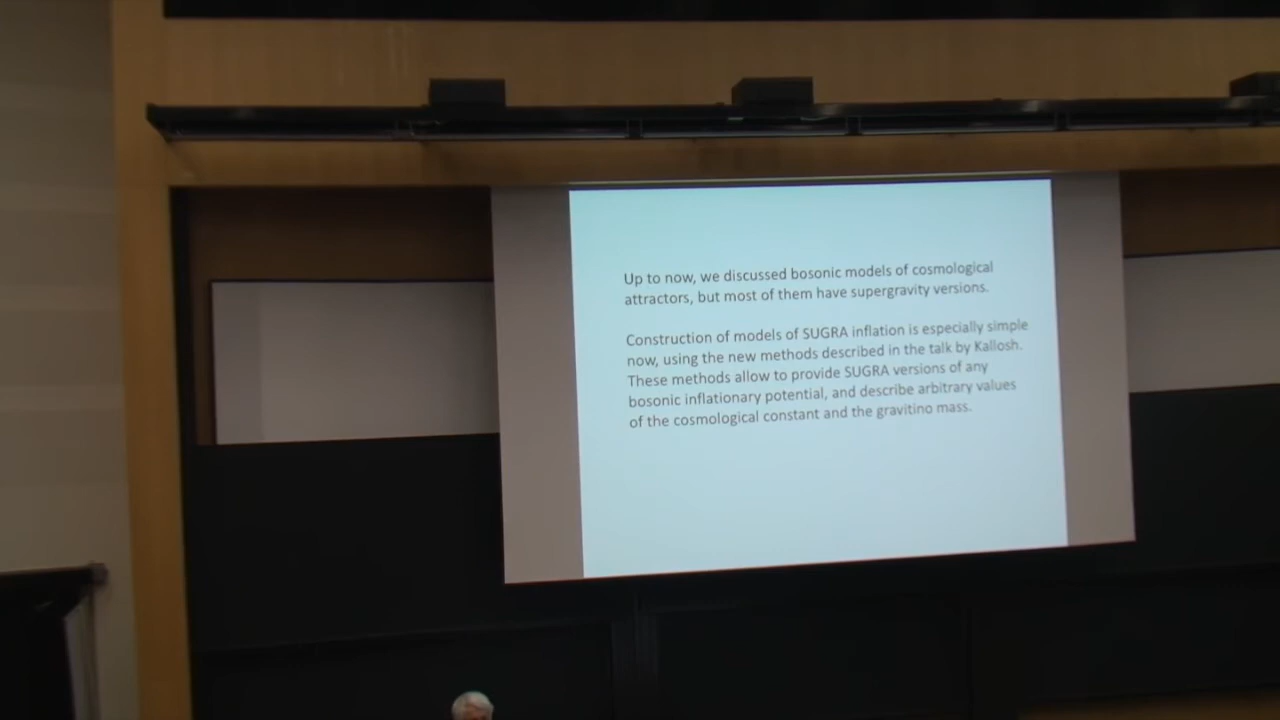 Up to now, we discussed bosonic models of cosmological
attractors, but most of them have supergravity versions.
Construction of models of SUGRA inflation is especially simple
now, using the new methods described in the talk by Kallosh.
These methods allow to provide SUGRA versions of any
bosonic inflationary potential, and describe arbitrary values
of the cosmological constant and the gravitino mass.